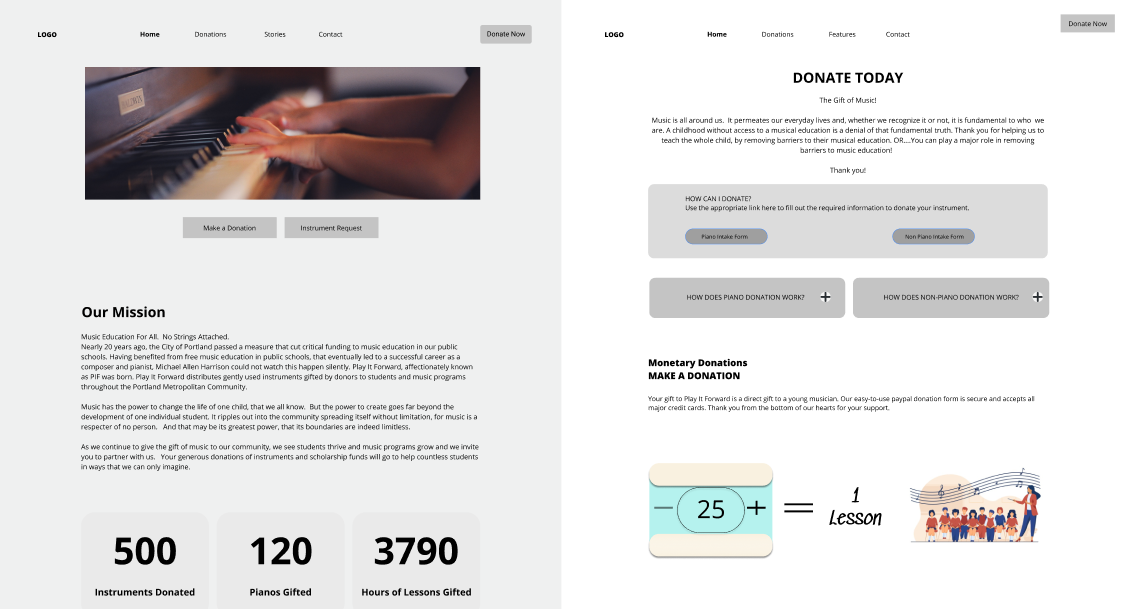 LOGO
Home
Donations
Stories
Contact
Donate Now
Make a Donation
Instrument Request
Our Mission
Music Education For All.  No Strings Attached.
Nearly 20 years ago, the City of Portland passed a measure that cut critical funding to music education in our public
schools. Having benefited from free music education in public schools, that eventually led to a successful career as a
composer and pianist, Michael Allen Harrison could not watch this happen silently. Play It Forward, affectionately known
as PIF was born. Play It Forward distributes gently used instruments gifted by donors to students and music programs
throughout the Portland Metropolitan Community.
Music has the power to change the life of one child, that we all know.  But the power to create goes far beyond the
development of one individual student. It ripples out into the community spreading itself without limitation, for music is a
respecter of no person.   And that may be its greatest power, that its boundaries are indeed limitless.
As we continue to give the gift of music to our community, we see students thrive and music programs grow and we invite
you to partner with us.   Your generous donations of instruments and scholarship funds will go to help countless students
in ways that we can only imagine.
500
Instruments Donated
120
Pianos Gifted
3790
Hours of Lessons Gifted
LOGO
Home
Donations
Features
Contact
Donate Now
DONATE TODAY
The Gift of Music!
Music is all around us.  It permeates our everyday lives and, whether we recognize it or not, it is fundamental to who  we
are. A childhood without access to a musical education is a denial of that fundamental truth. Thank you for helping us to
teach the whole child, by removing barriers to their musical education. OR....You can play a major role in removing
barriers to music education!
Thank you!
HOW CAN I DONATE?
Use the appropriate link here to fill out the required information to donate your instrument.
Piano Intake Form
Non Piano Intake Form
HOW DOES PIANO DONATION WORK?
+
HOW DOES NON-PIANO DONATION WORK?
+
Monetary Donations
MAKE A DONATION
Your gift to Play It Forward is a direct gift to a young musician. Our easy-to-use paypal donation form is secure and accepts all
major credit cards. Thank you from the bottom of our hearts for your support.
− 25 + = 1
Lesson